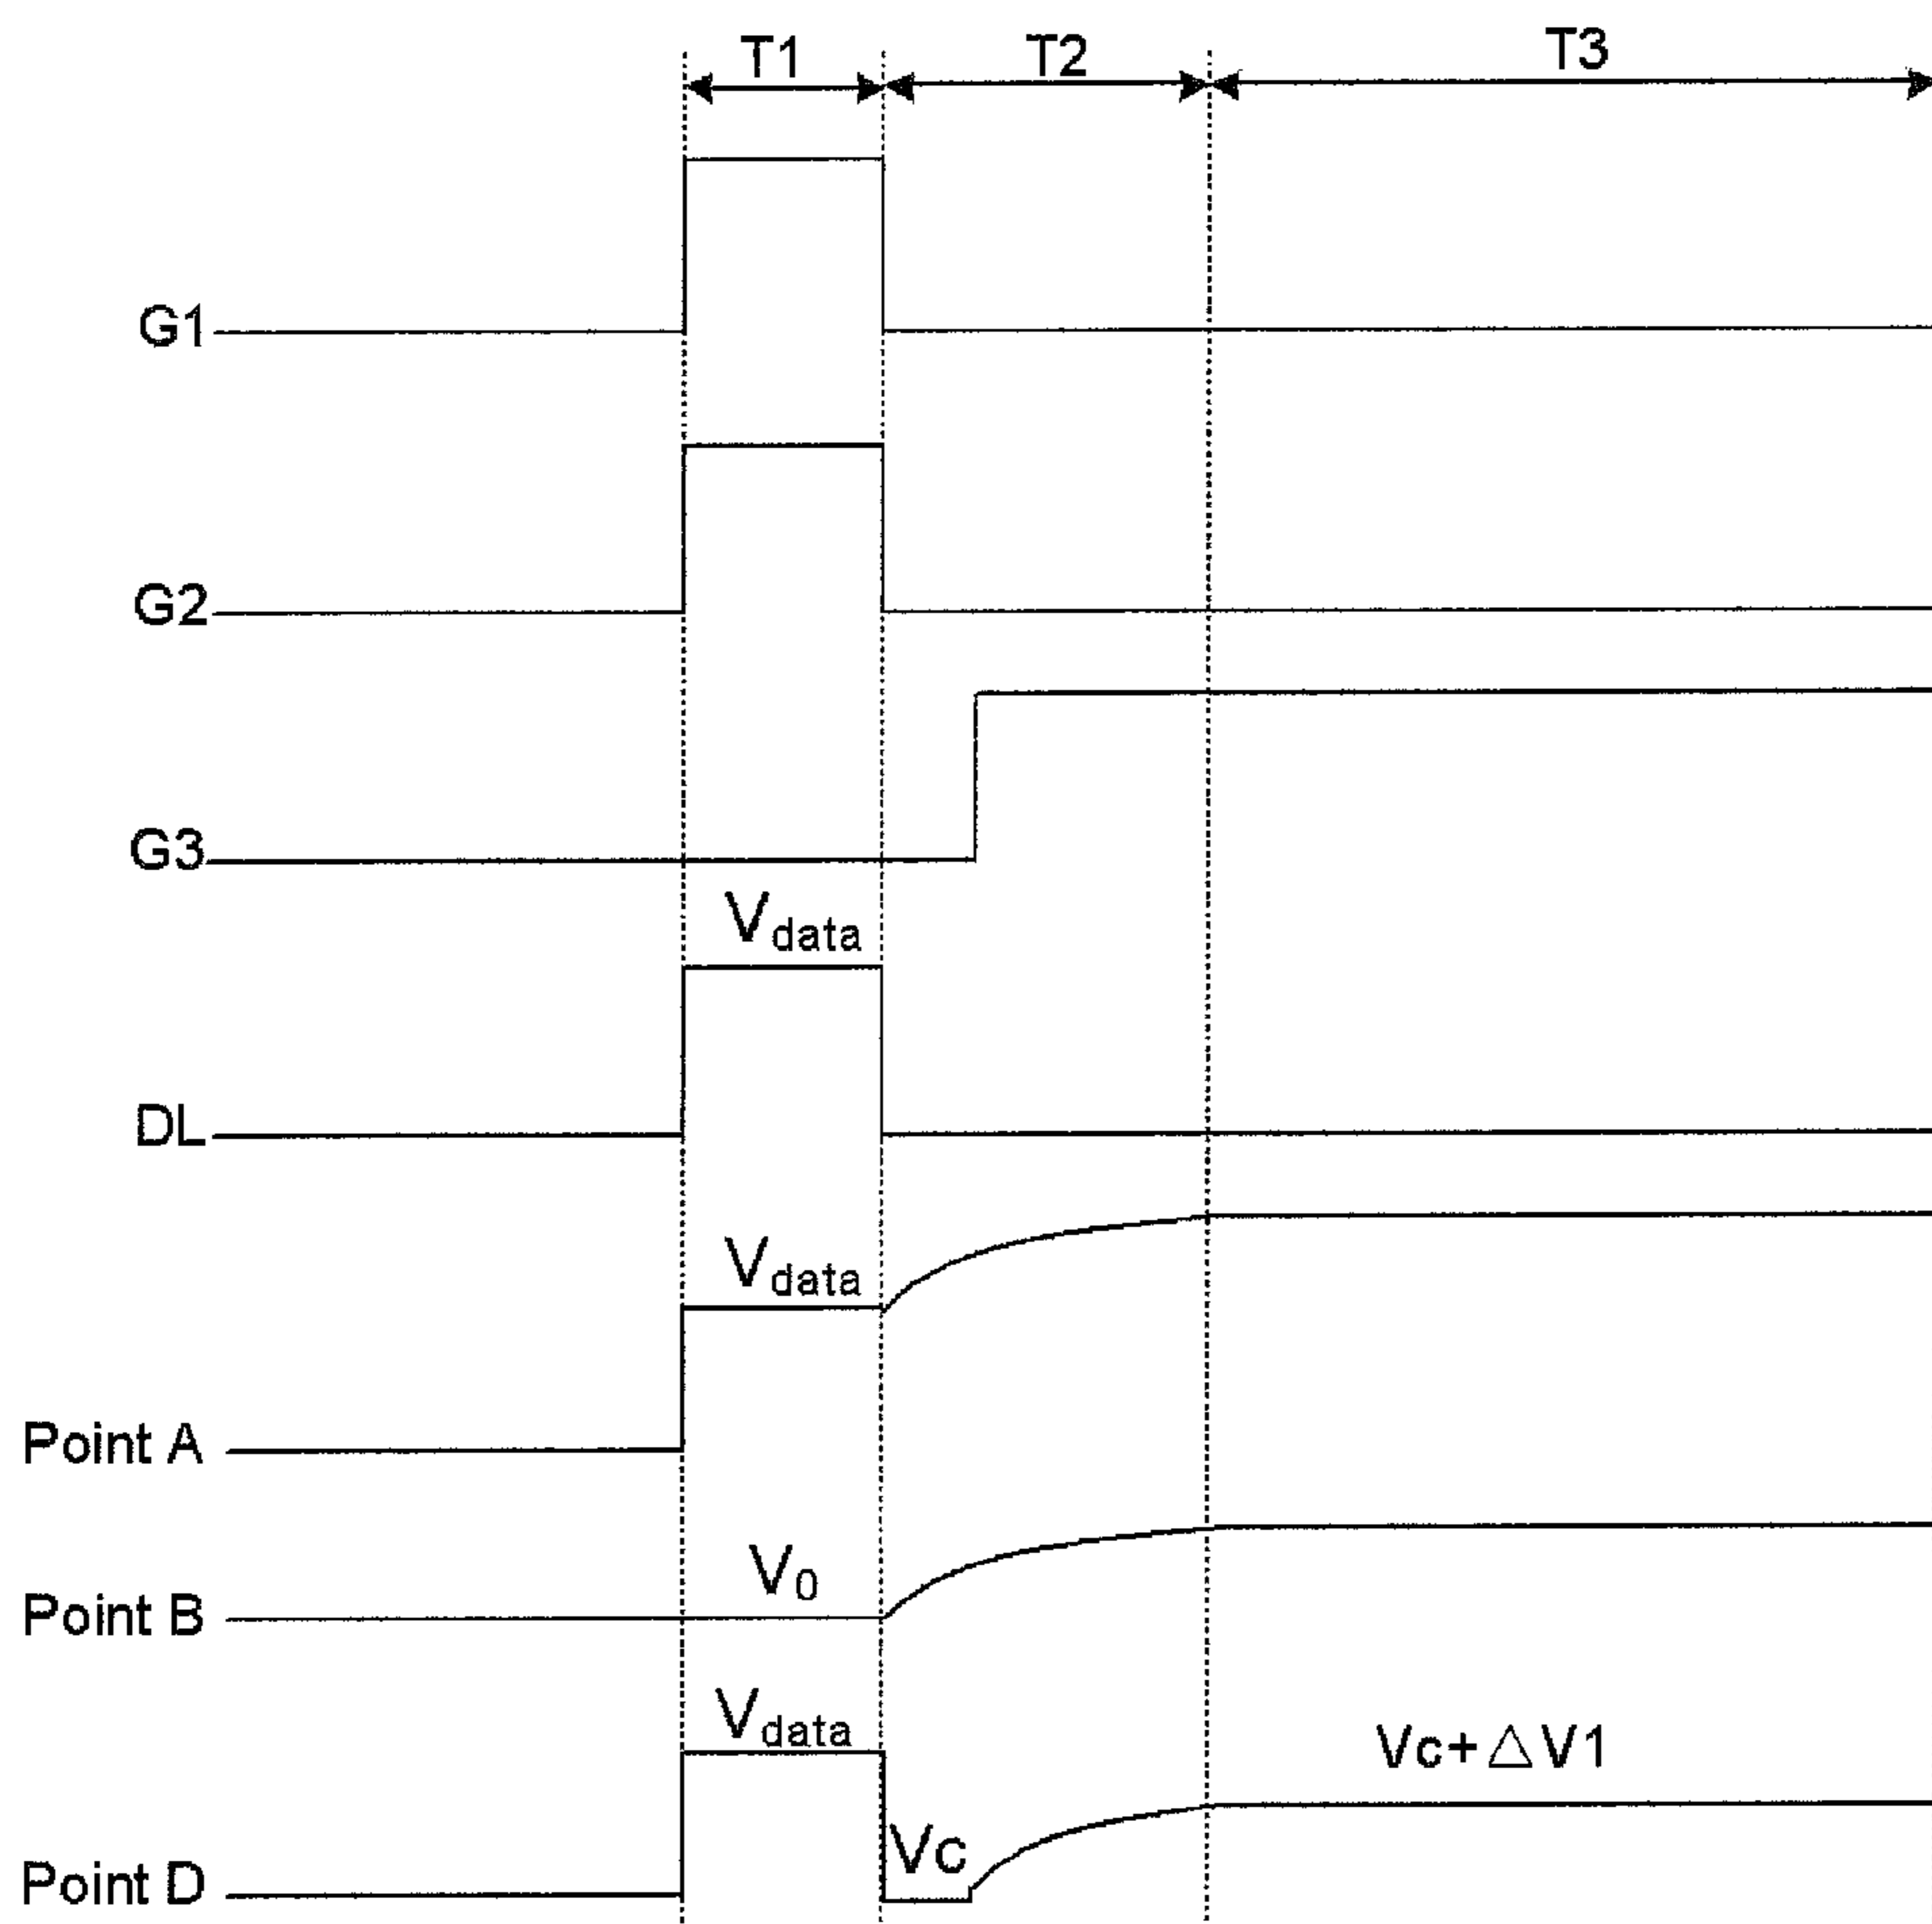 T1 T2 T3
G1
G2
G3
Vdata
DL
Vdata
Point A
V0
Point B
Vdata
Vc+△V1
Vc
Point D